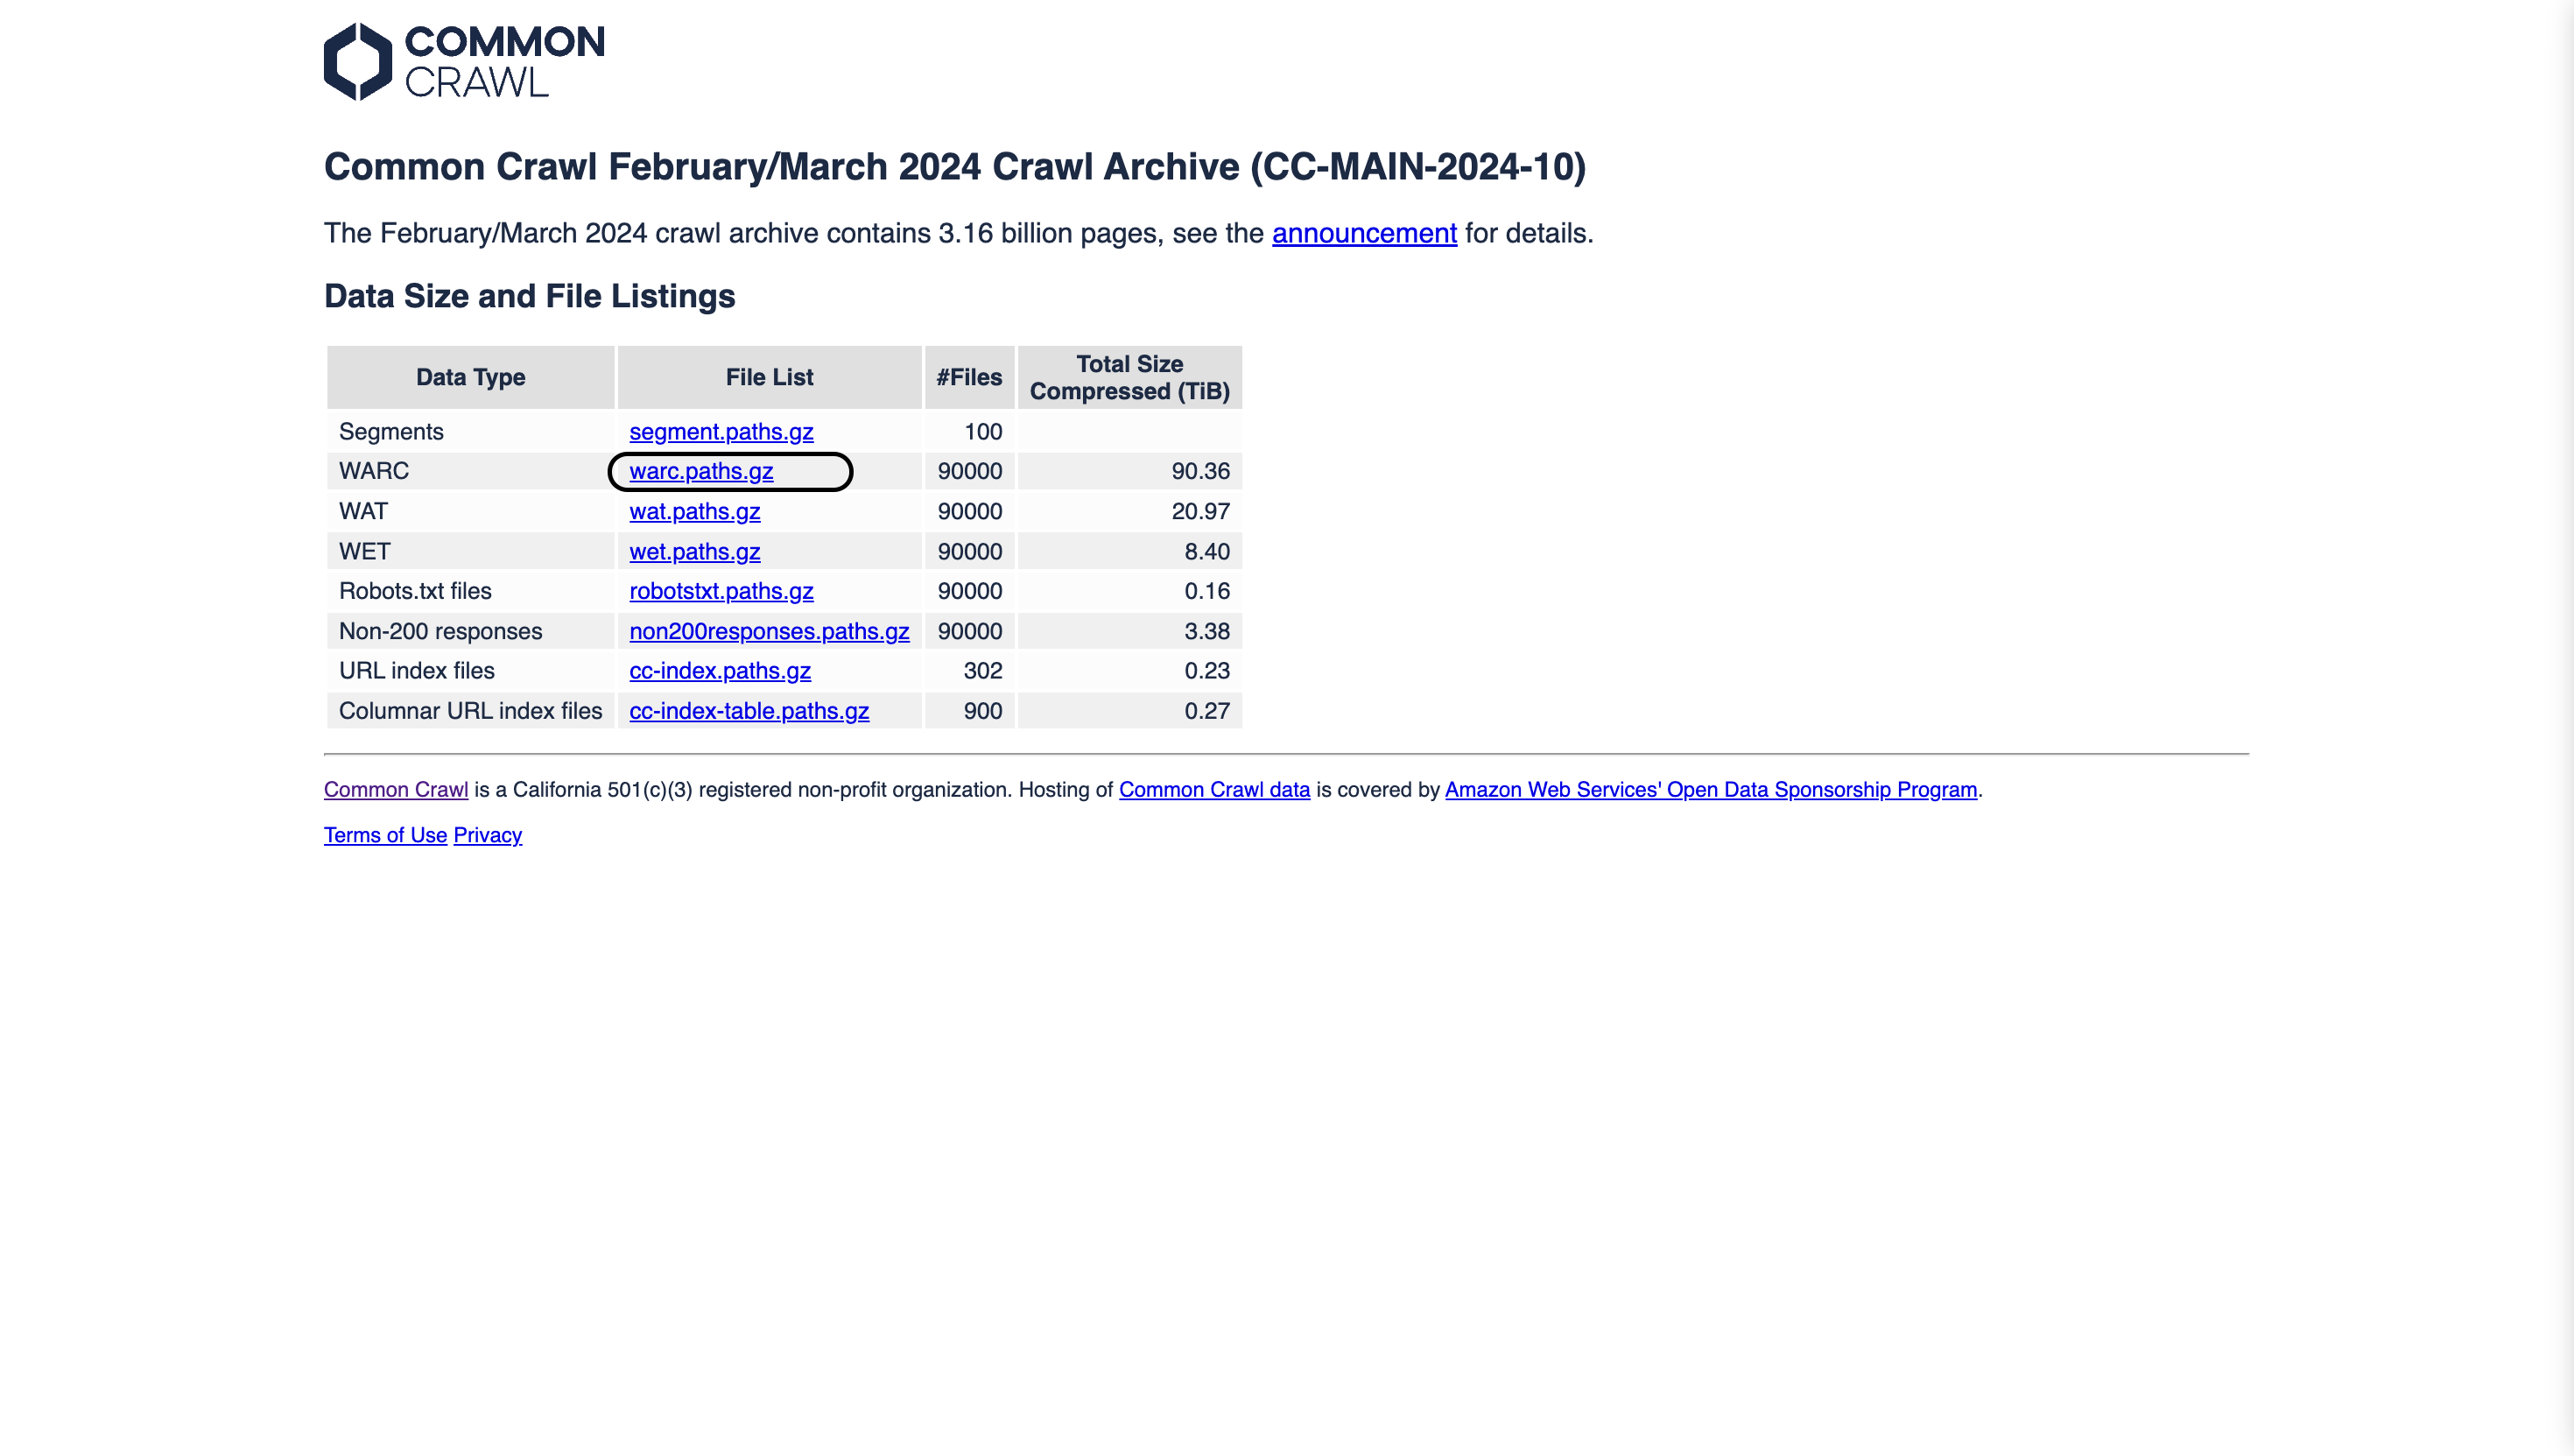 COMMON
CRAWL
Common Crawl February/March 2024 Crawl Archive (CC-MAIN-2024-10)
The February/March 2024 crawl archive contains 3.16 billion pages, see the announcement for details.
Data Size and File Listings
Data Type File List #Files Total Size Compressed (TiB)
Segments segment.paths.gz 100
WARC warc.paths.gz 90000 90.36
WAT wat.paths.gz 90000 20.97
WET wet.paths.gz 90000 8.40
Robots.txt files robotstxt.paths.gz 90000 0.16
Non-200 responses non200responses.paths.gz 90000 3.38
URL index files cc-index.paths.gz 302 0.23
Columnar URL index files cc-index-table.paths.gz 900 0.27
Common Crawl is a California 501(c)(3) registered non-profit organization. Hosting of Common Crawl data is covered by Amazon Web Services' Open Data Sponsorship Program.
Terms of Use Privacy